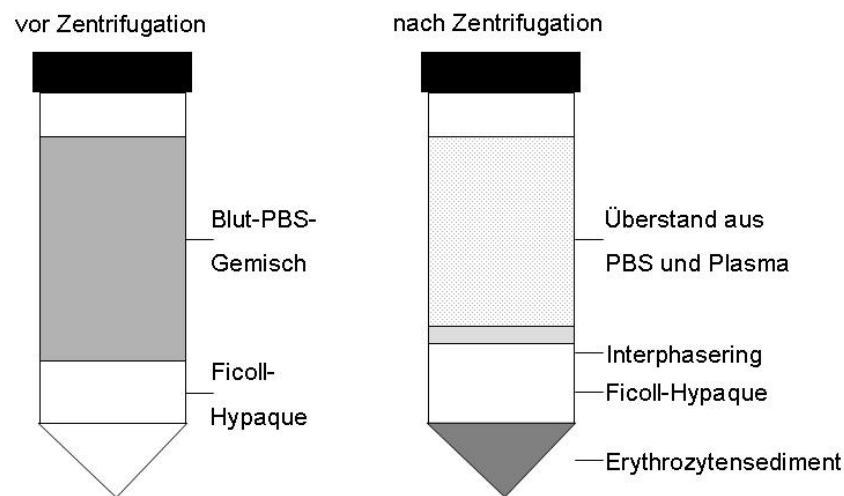 vor Zentrifugation
nach Zentrifugation
Blut-PBS-
Gemisch
Ficoll-
Hypaque
Überstand aus
PBS und Plasma
Interphasering
Ficoll-Hypaque
Erythrozytensediment